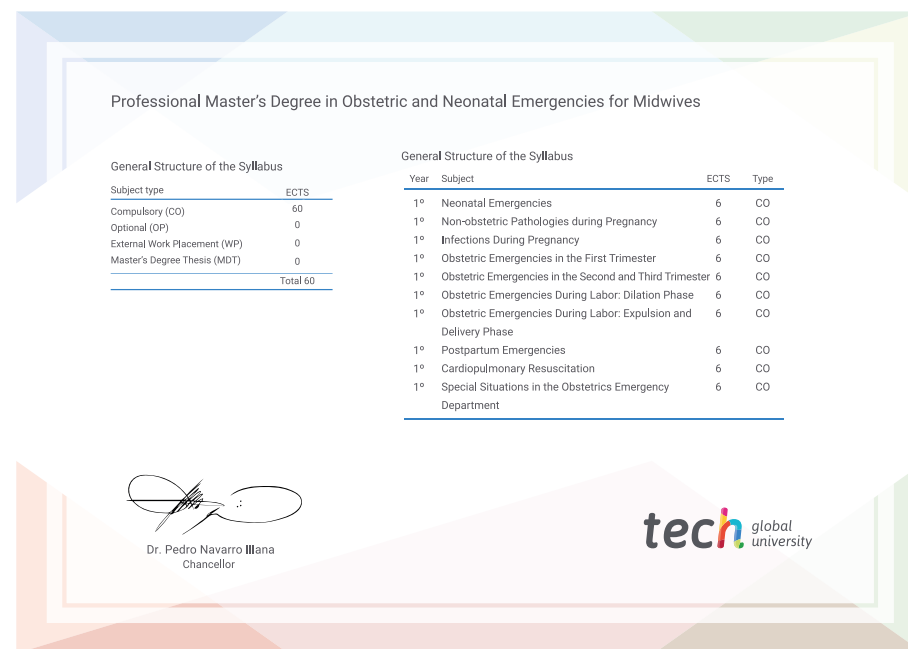 Professional Master's Degree in Obstetric and Neonatal Emergencies for Midwives
General Structure of the Syllabus
Subject type ECTS
Compulsory (CO) 60
Optional (OP) 0
External Work Placement (WP) 0
Master's Degree Thesis (MDT) 0
Total 60
General Structure of the Syllabus
Year Subject ECTS Type
1º Neonatal Emergencies 6 CO
1º Non-obstetric Pathologies during Pregnancy 6 CO
1º Infections During Pregnancy 6 CO
1º Obstetric Emergencies in the First Trimester 6 CO
1º Obstetric Emergencies in the Second and Third Trimester 6 CO
1º Obstetric Emergencies During Labor: Dilation Phase 6 CO
1º Obstetric Emergencies During Labor: Expulsion and 6 CO
Delivery Phase
1º Postpartum Emergencies 6 CO
1º Cardiopulmonary Resuscitation 6 CO
1º Special Situations in the Obstetrics Emergency 6 CO
Department
Dr. Pedro Navarro Illana
Chancellor
tech global
university